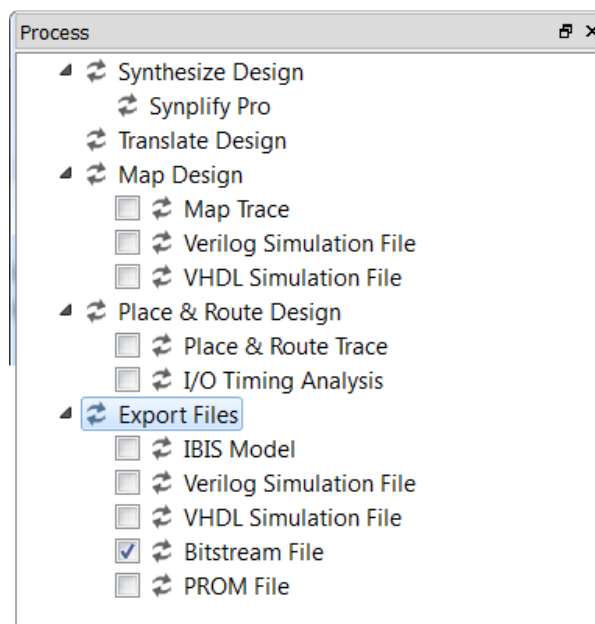 Process
Synthesize Design
Synplify Pro
Translate Design
Map Design
Map Trace
Verilog Simulation File
VHDL Simulation File
Place & Route Design
Place & Route Trace
I/O Timing Analysis
Export Files
IBIS Model
Verilog Simulation File
VHDL Simulation File
Bitstream File
PROM File